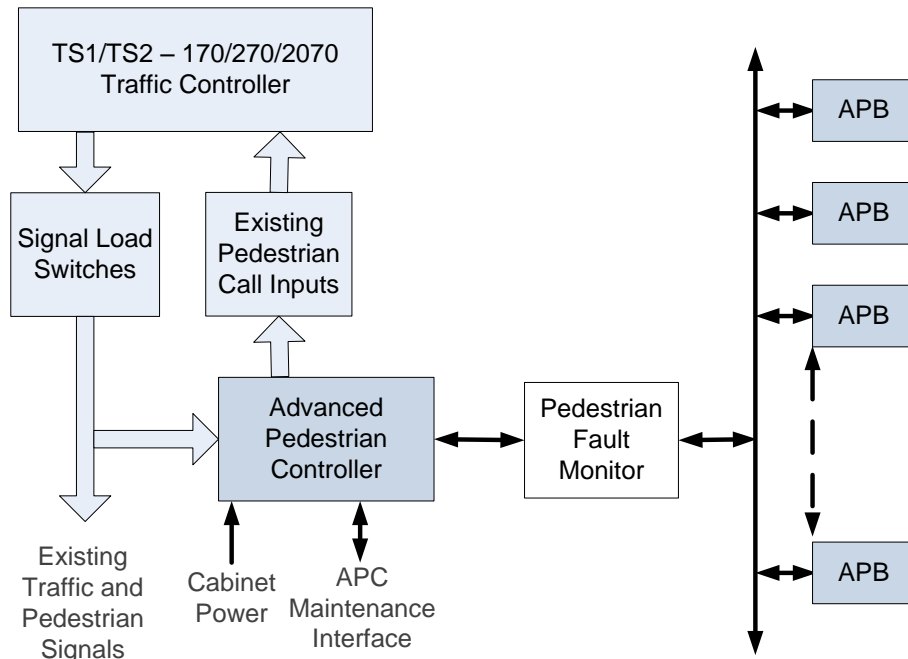 TS1/TS2 – 170/270/2070
Traffic Controller
APB
APB
APB
APB
Signal Load
Switches
Existing
Pedestrian
Call Inputs
Advanced
Pedestrian
Controller
Pedestrian
Fault
Monitor
Existing
Traffic and
Pedestrian
Signals
Cabinet
Power
APC
Maintenance
Interface